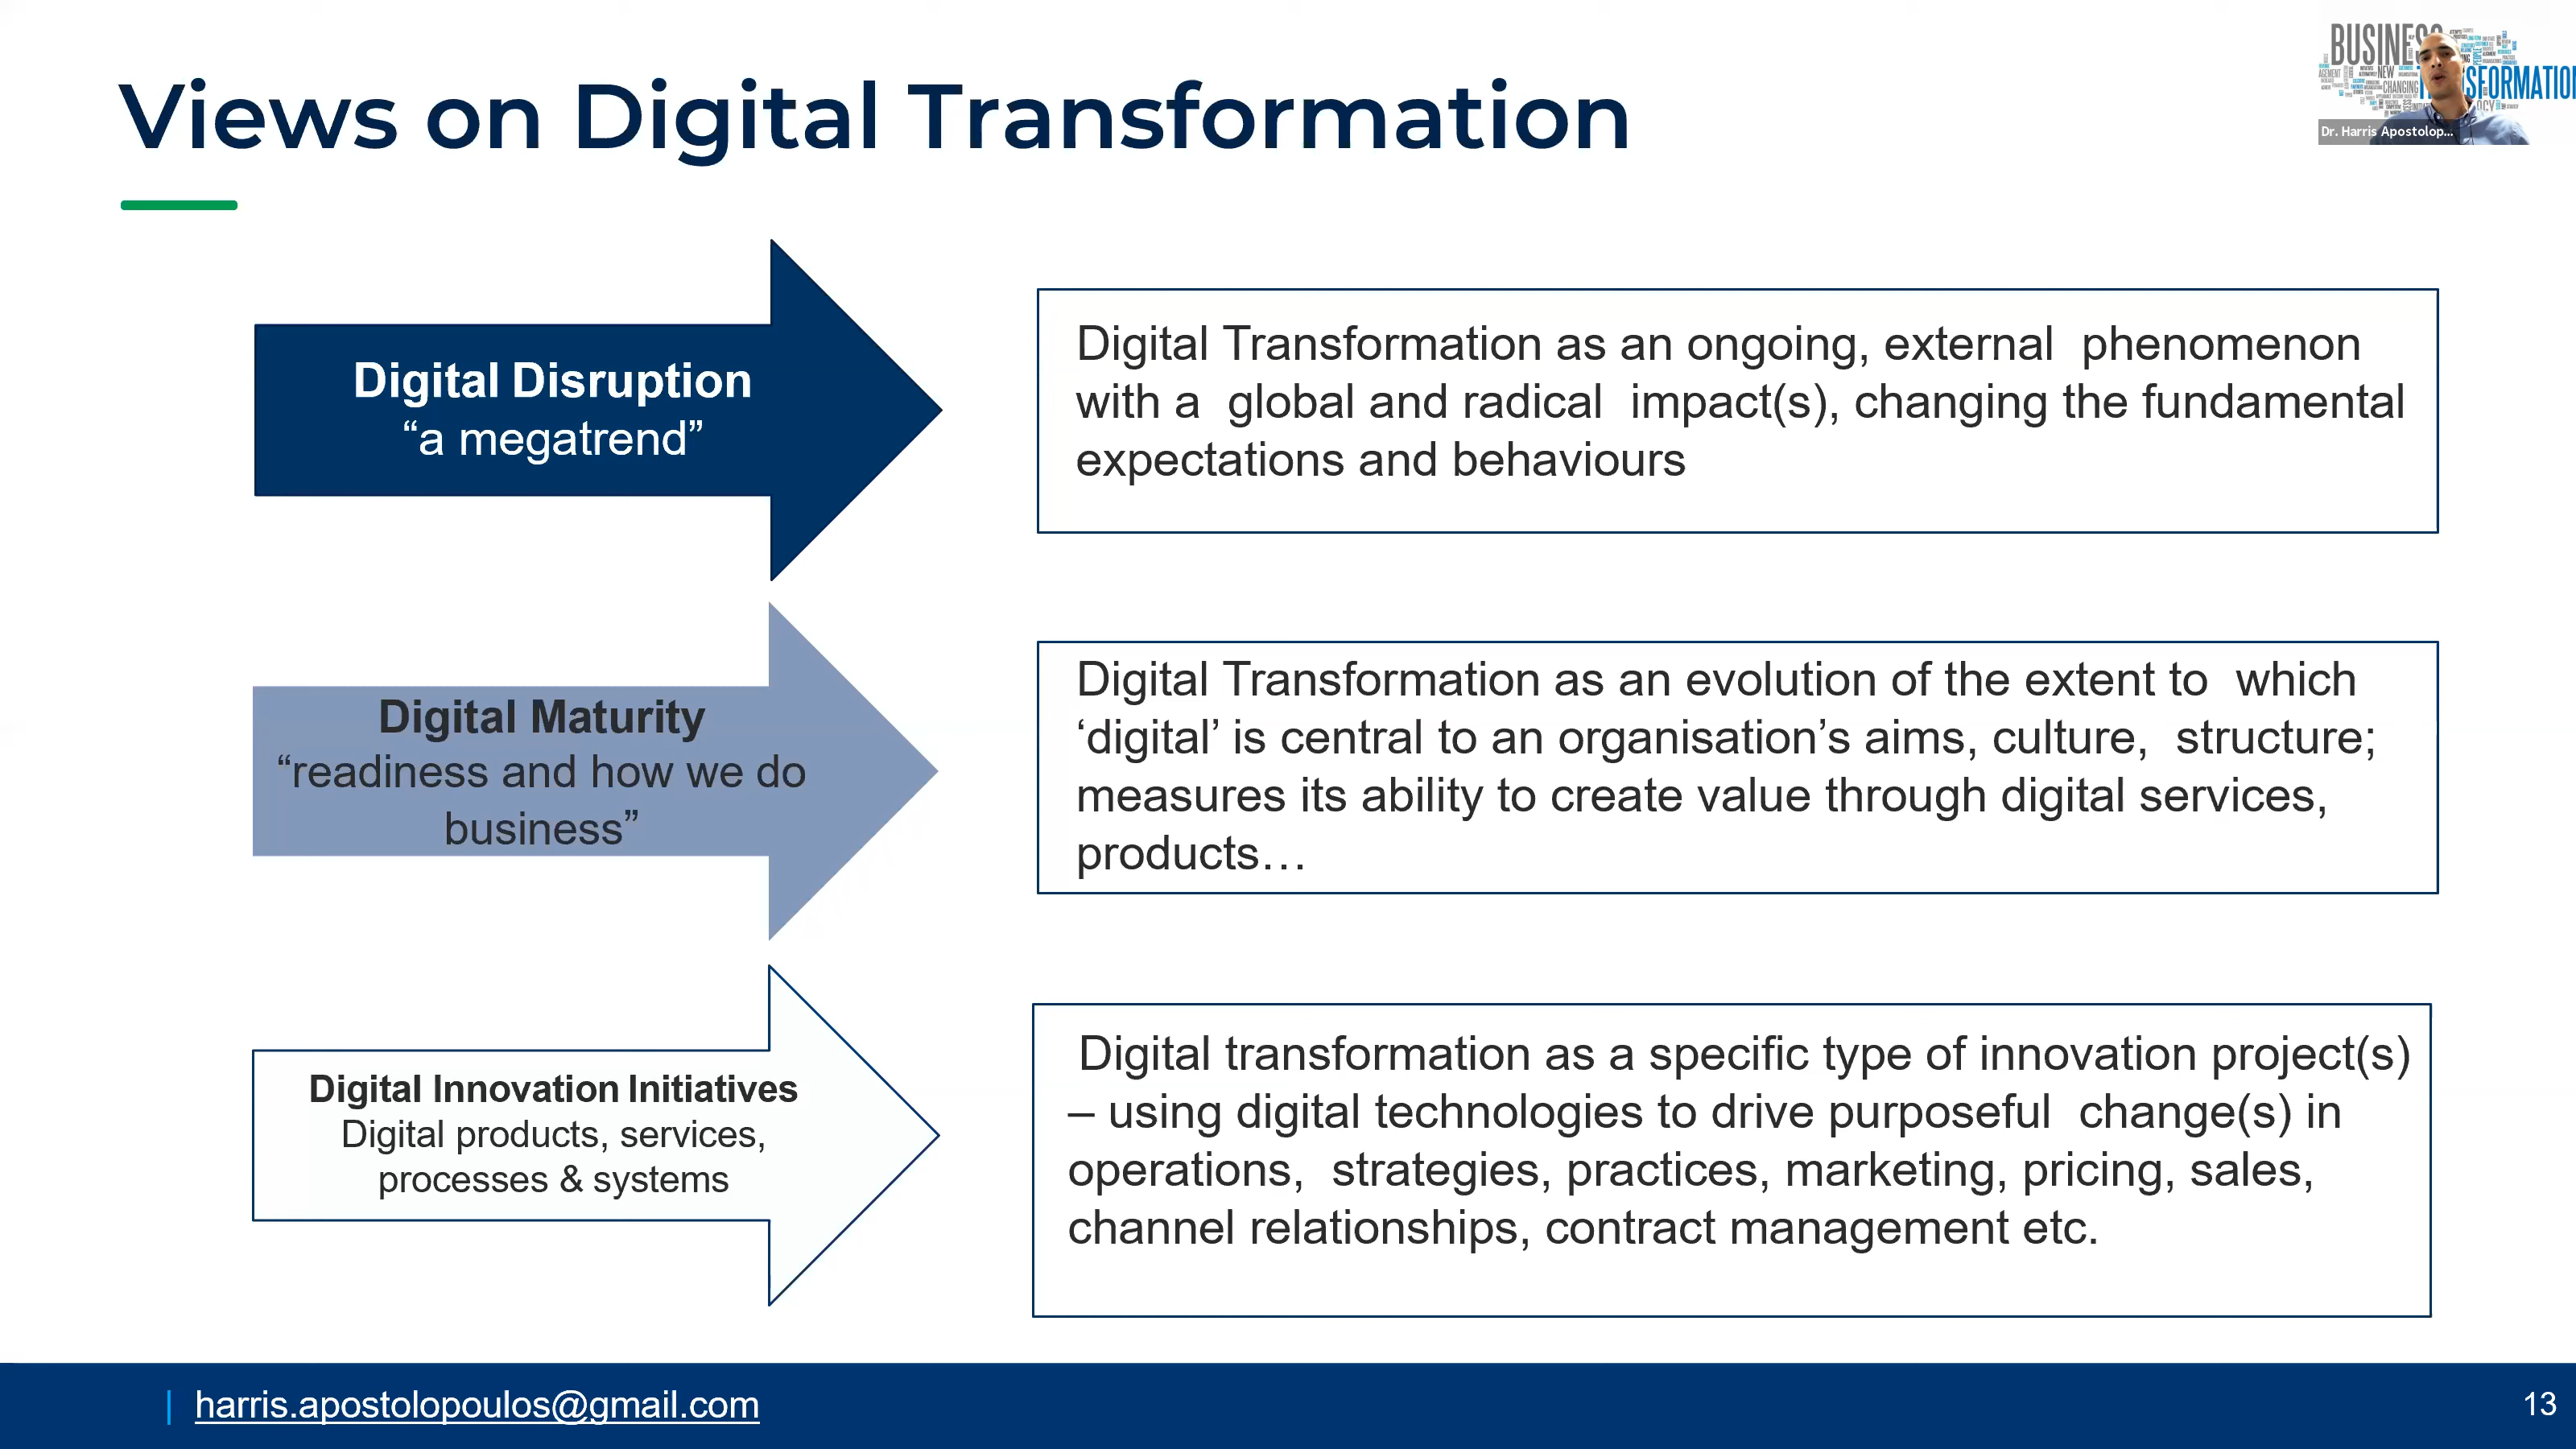 Views on Digital Transformation
BUSINE
NEW
CHANGING
SFORMATION
Dr. Harris Apostolop...
Digital Disruption
“a megatrend”
Digital Transformation as an ongoing, external phenomenon
with a global and radical impact(s), changing the fundamental
expectations and behaviours
Digital Maturity
“readiness and how we do
business”
Digital Transformation as an evolution of the extent to which
‘digital’ is central to an organisation’s aims, culture, structure;
measures its ability to create value through digital services,
products…
Digital Innovation Initiatives
Digital products, services,
processes & systems
Digital transformation as a specific type of innovation project(s)
– using digital technologies to drive purposeful change(s) in
operations, strategies, practices, marketing, pricing, sales,
channel relationships, contract management etc.
harris.apostolopoulos@gmail.com
13